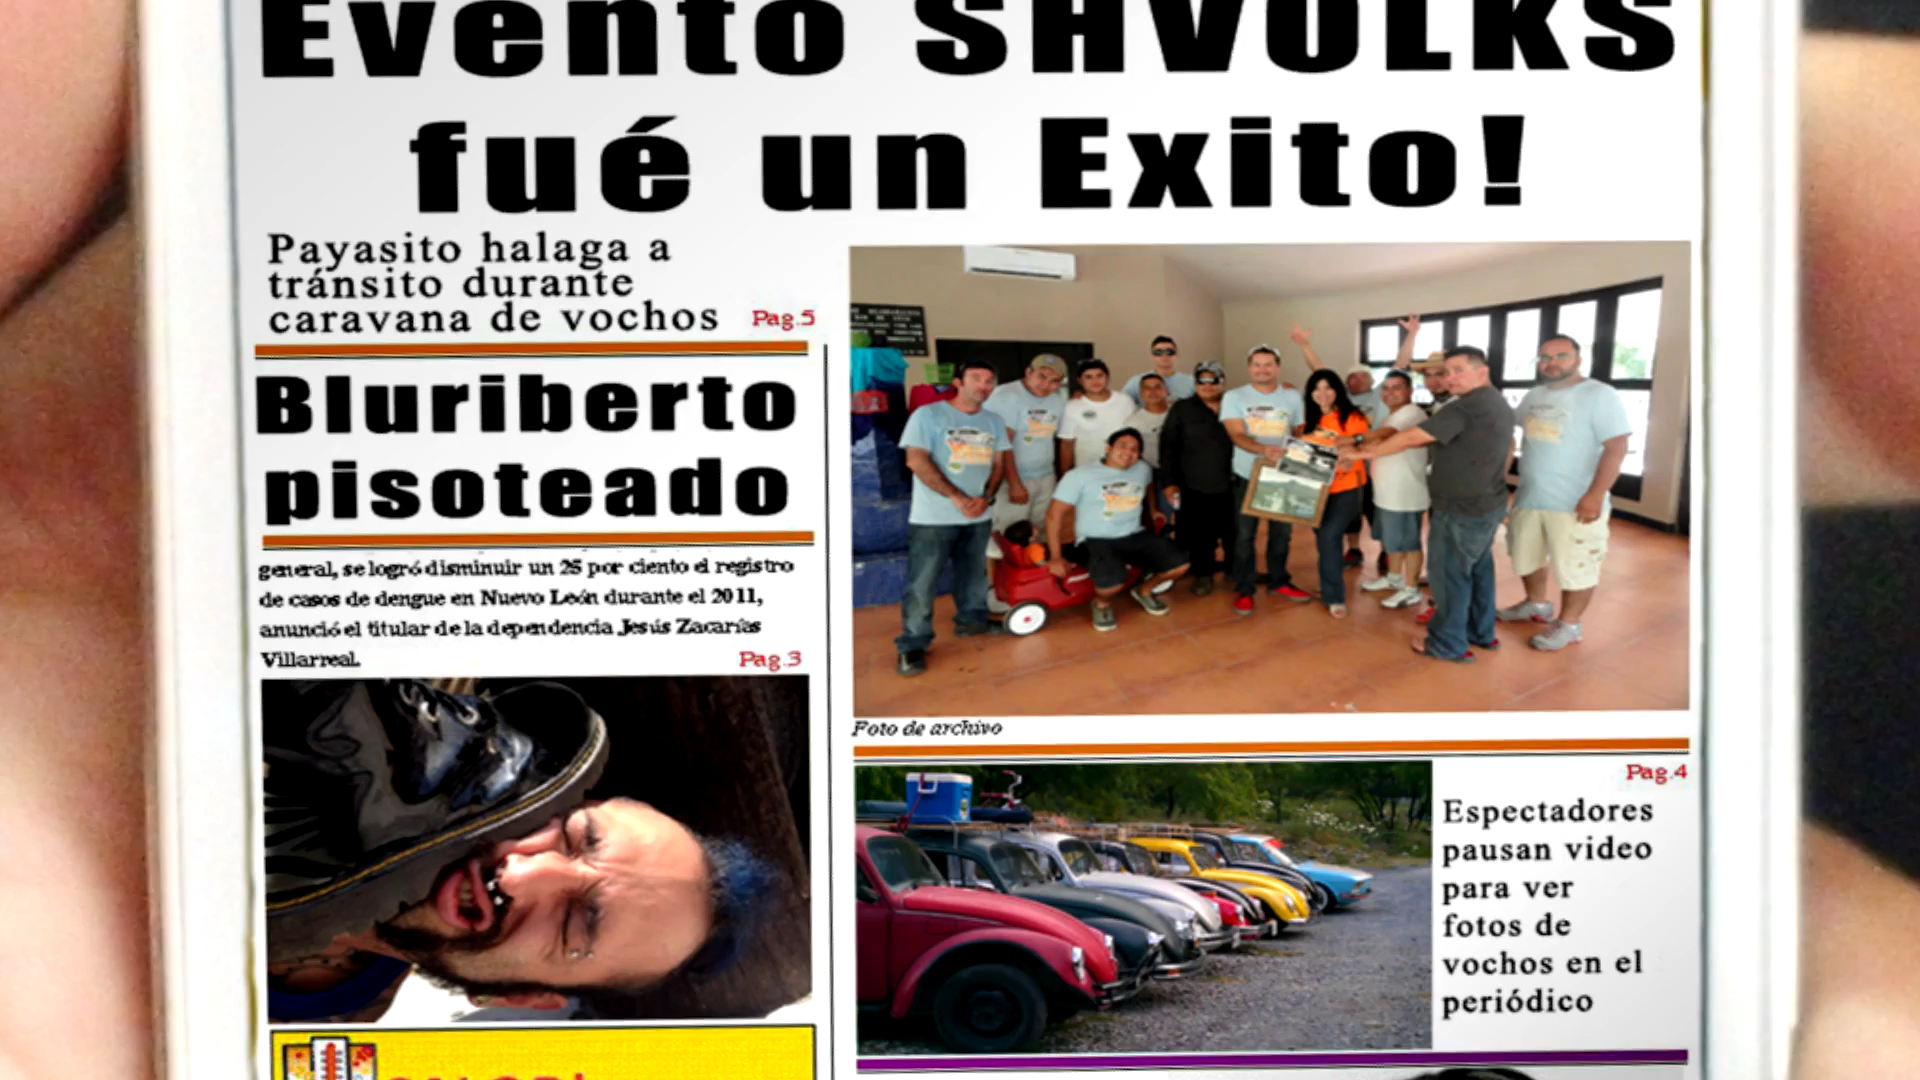 Evento SHVOLKS
fué un Exito!
Payasito halaga a
tránsito durante
caravana de vochos
Pag.5
Bluriberto
pisoteado
general, se logró disminuir un 25 por ciento el registro
de casos de dengue en Nuevo León durante el 2011,
anunció el titular de la dependencia Jesús Zacarías
Villarreal.
Pag.3
Foto de archivo
Pag.4
Espectadores
pausan video
para ver
fotos de
vochos en el
periódico